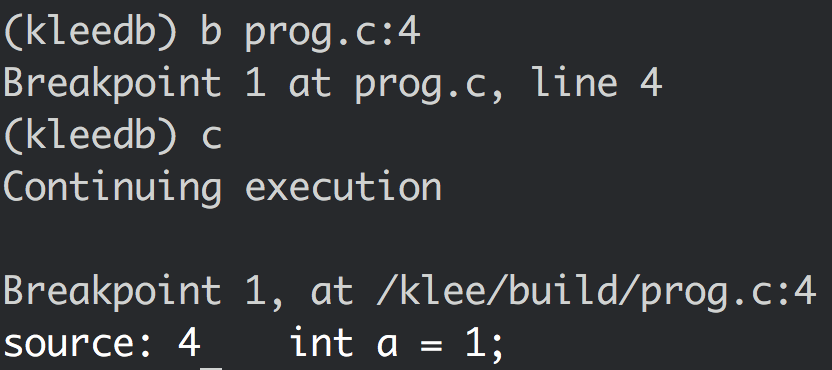 (kleedb) b prog.c:4
Breakpoint 1 at prog.c, line 4
(kleedb) c
Continuing execution
Breakpoint 1, at /klee/build/prog.c:4
source: 4    int a = 1;